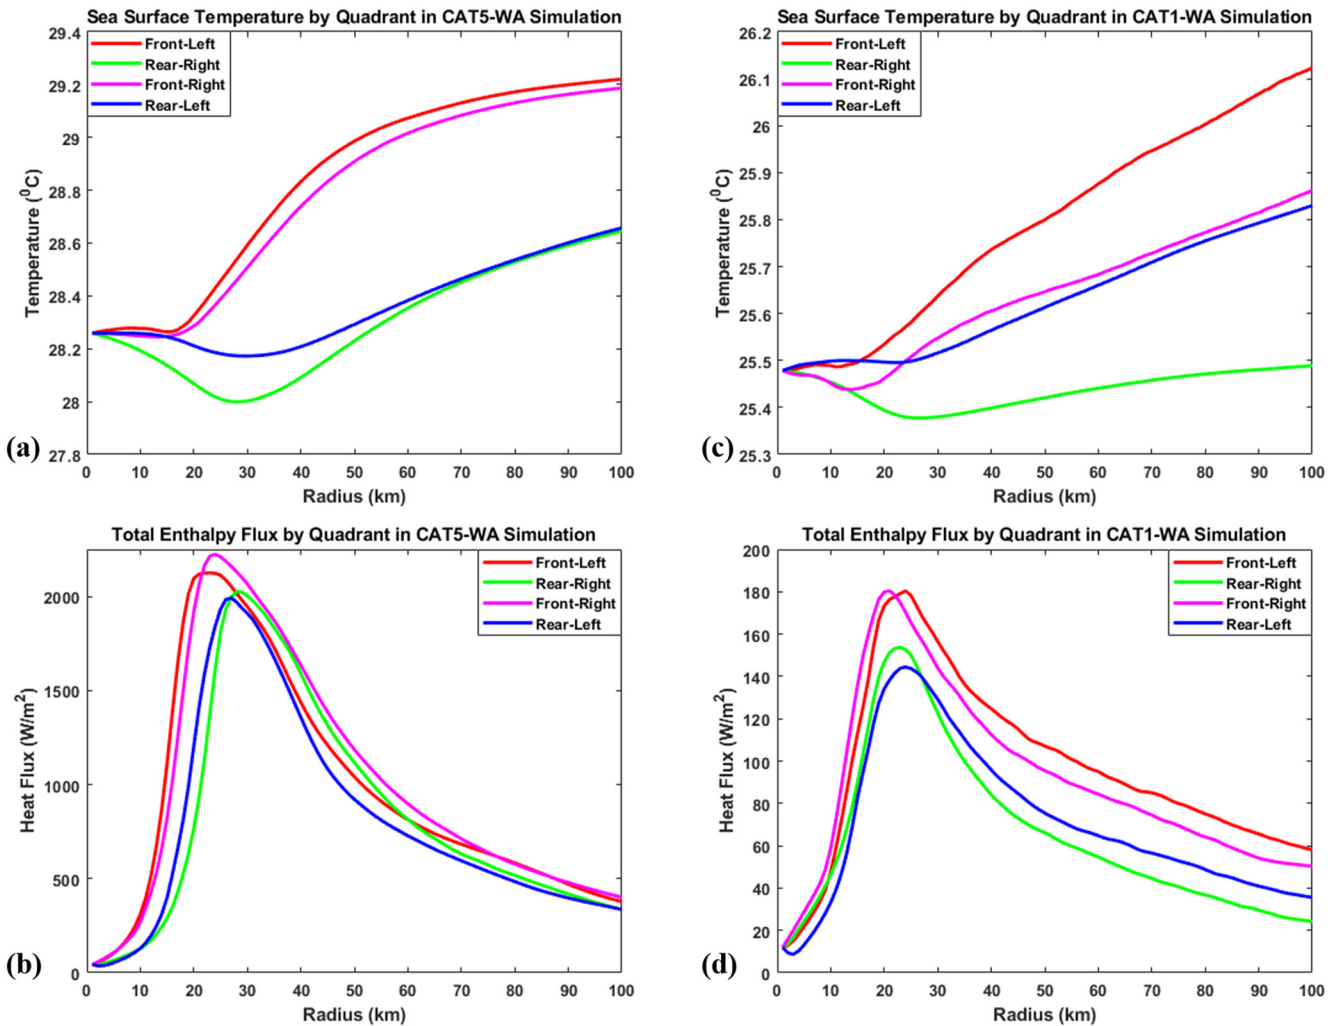 Sea Surface Temperature by Quadrant in CAT5-WA Simulation
29.4
29.2
29
28.8
28.6
28.4
28.2
28
27.8
Temperature (⁰C)
Front-Left
Rear-Right
Front-Right
Rear-Left
(a)
0 10 20 30 40 50 60 70 80 90 100
Radius (km)
Sea Surface Temperature by Quadrant in CAT1-WA Simulation
26.2
26.1
26
25.9
25.8
25.7
25.6
25.5
25.4
25.3
Temperature (⁰C)
Front-Left
Rear-Right
Front-Right
Rear-Left
(c)
0 10 20 30 40 50 60 70 80 90 100
Radius (km)
Total Enthalpy Flux by Quadrant in CAT5-WA Simulation
2000
1500
1000
500
0
Heat Flux (W/m²)
Front-Left
Rear-Right
Front-Right
Rear-Left
(b)
0 10 20 30 40 50 60 70 80 90 100
Radius (km)
Total Enthalpy Flux by Quadrant in CAT1-WA Simulation
200
180
160
140
120
100
80
60
40
20
0
Heat Flux (W/m²)
Front-Left
Rear-Right
Front-Right
Rear-Left
(d)
0 10 20 30 40 50 60 70 80 90 100
Radius (km)